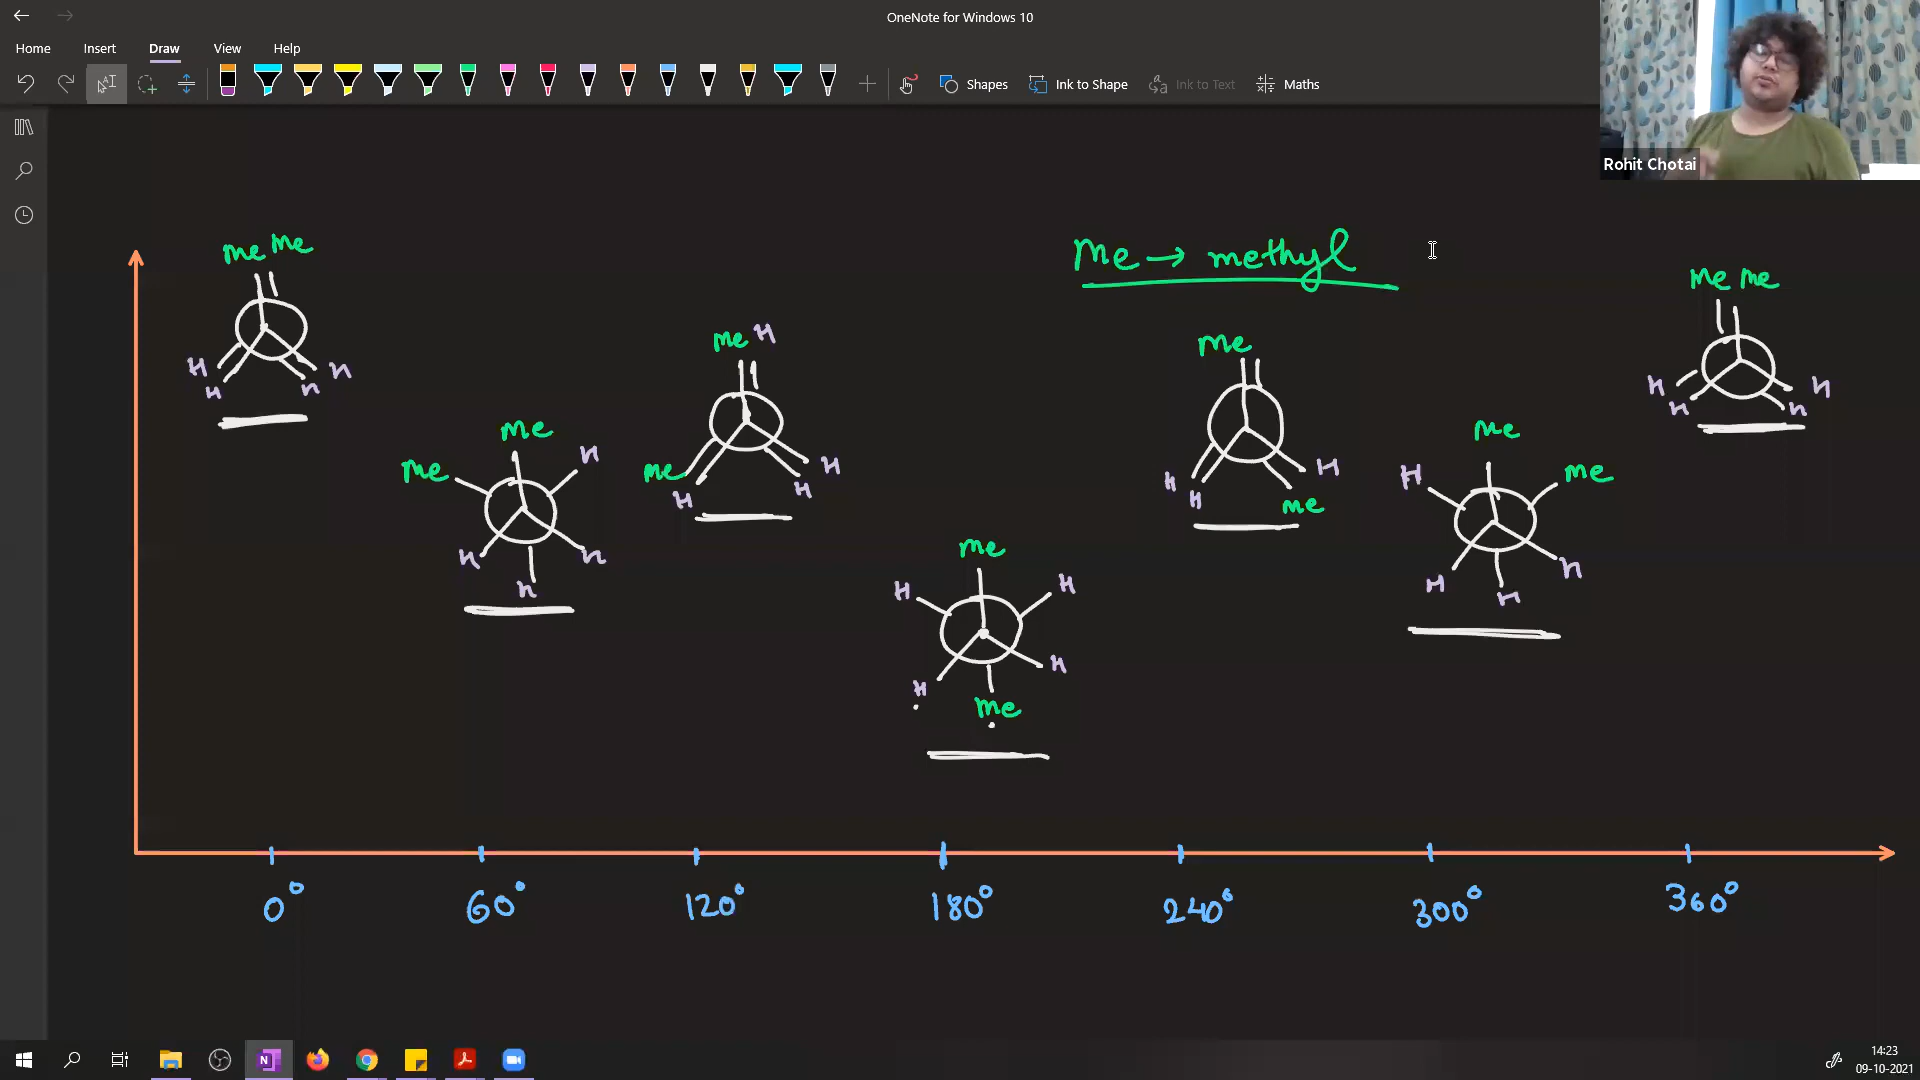 OneNote for Windows 10
Home Insert Draw View Help
Shapes Ink to Shape Ink to Text Maths
Rohit Chotai
Me Me
H H H H
Me → methyl
Me Me
H H H H
Me H
Me H H H
Me
H H H Me
Me
Me H
H H H
Me
H Me
H H H
Me
H H
H H
Me
0° 60° 120° 180° 240° 300° 360°
14:23
09-10-2021